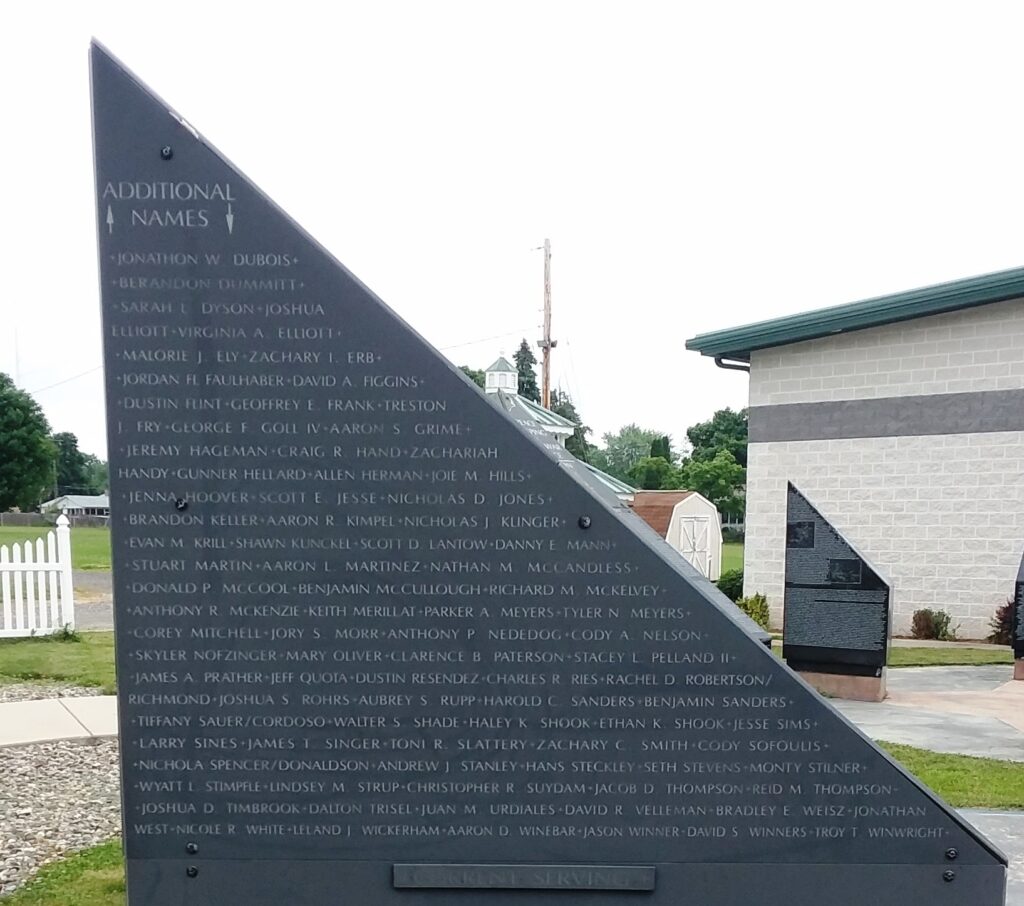 ADDITIONAL
NAMES
•JONATHON W. DUBOIS•
•BERANDON DUMMITT•
•SARAH L. DYSON•JOSHUA
ELLIOTT•VIRGINIA A. ELLIOTT•
•MALORIE J. ELY•ZACHARY I. ERB•
•JORDAN H. FAULHABER•DAVID A. FIGGINS•
•DUSTIN FLINT•GEOFFREY E. FRANK•TRESTON
J. FRY•GEORGE F. GOLL IV•AARON S. GRIME•
•JEREMY HAGEMAN•CRAIG R. HAND•ZACHARIAH
HANDY•GUNNER HELLARD•ALLEN HERMAN•JOIE M. HILLS•
•JENNA HOOVER•SCOTT E. JESSE•NICHOLAS D. JONES•
•BRANDON KELLER•AARON R. KIMPEL•NICHOLAS J. KLINGER•
•EVAN M. KRILL•SHAWN KUNCKEL•SCOTT D. LANTOW•DANNY E. MANN•
•STUART MARTIN•AARON L. MARTINEZ•NATHAN M. MCCANDLESS•
•DONALD P. MCCOOL•BENJAMIN MCCULLOUGH•RICHARD M. MCKELVEY•
•ANTHONY R. MCKENZIE•KEITH MERILLAT•PARKER A. MEYERS•TYLER N. MEYERS•
•COREY MITCHELL•JORY S. MORR•ANTHONY P. NEDEDOG•CODY A. NELSON•
•SKYLER NOFZINGER•MARY OLIVER•CLARENCE B. PATERSON•STACEY L. PELLAND II•
•JAMES A. PRATHER•JEFF QUOTA•DUSTIN RESENDEZ•CHARLES R. RIES•RACHEL D. ROBERTSON/
RICHMOND•JOSHUA S. ROHRS•AUBREY S. RUPP•HAROLD C. SANDERS•BENJAMIN SANDERS•
•TIFFANY SAUER/CORDOSO•WALTER S. SHADE•HALEY K. SHOOK•ETHAN K. SHOOK•JESSE SIMS•
•LARRY SINES•JAMES T. SINGER•TONI R. SLATTERY•ZACHARY C. SMITH•CODY SOFOULIS•
•NICHOLA SPENCER/DONALDSON•ANDREW J. STANLEY•HANS STECKLEY•SETH STEVENS•MONTY STILNER•
•WYATT L. STIMPFLE•LINDSEY M. STRUP•CHRISTOPHER R. SUYDAM•JACOB D. THOMPSON•REID M. THOMPSON•
•JOSHUA D. TIMBROOK•DALTON TRISEL•JUAN M. URDIALES•DAVID R. VELLEMAN•BRADLEY E. WEISZ•JONATHAN
WEST•NICOLE R. WHITE•LELAND J. WICKERHAM•AARON D. WINEBAR•JASON WINNER•DAVID S. WINNERS•TROY T. WINWRIGHT•
CURRENT SERVING
PEACE
WAR